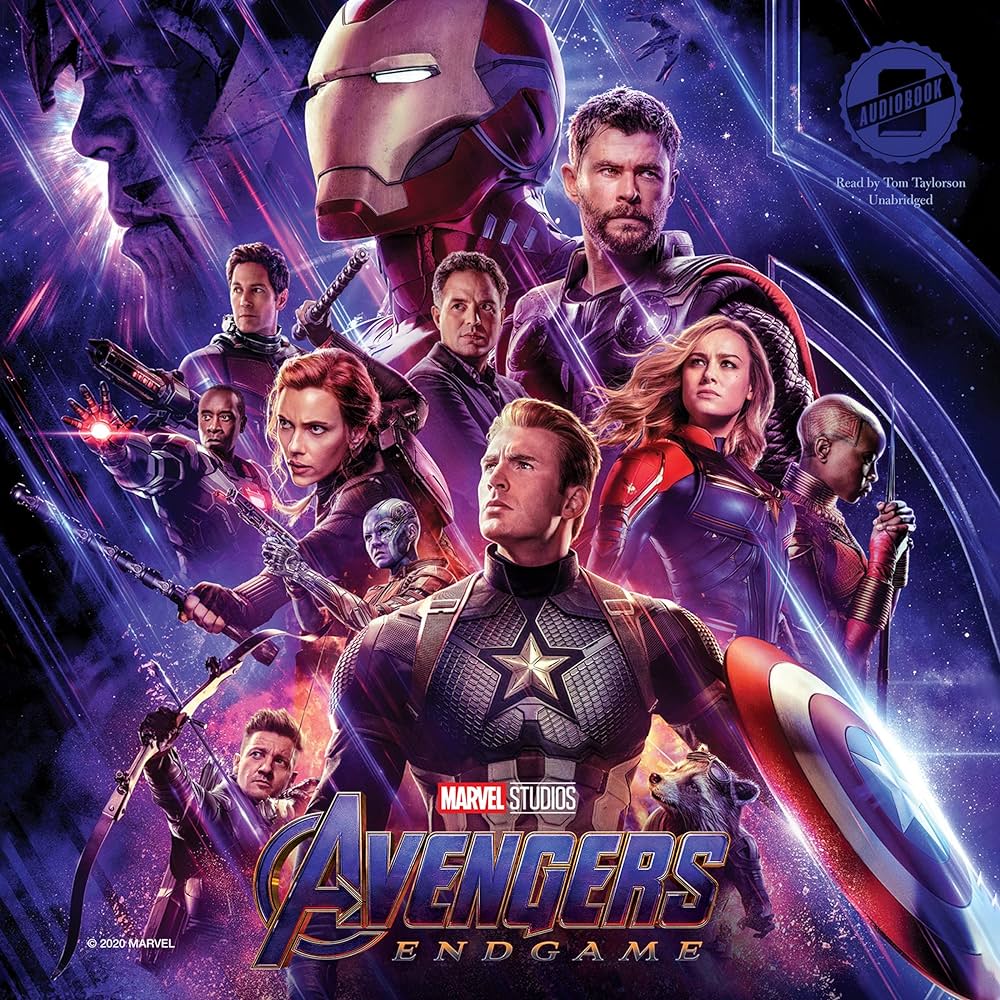 AUDIOBOOK
Read by Tom Taylorson
Unabridged
MARVEL STUDIOS
AVENGERS
ENDGAME
© 2020 MARVEL